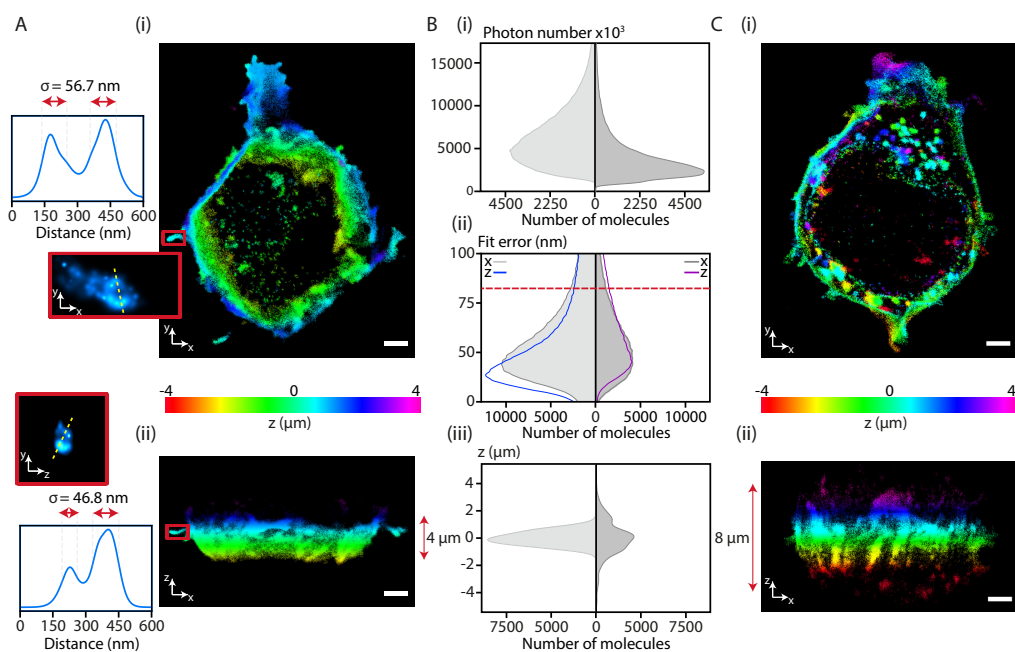 A
(i)
B
(i)
C
(i)
σ = 56.7 nm
0 150 300 450 600
Distance (nm)
y
x
y
x
Photon number x10³
15000
10000
5000
0
4500 2250 0 2250 4500
Number of molecules
(ii)
Fit error (nm)
100
75
50
0
x
z
x
z
10000 5000 0 5000 10000
Number of molecules
y
x
-4 0 4
z (µm)
-4 0 4
z (µm)
y
z
σ = 46.8 nm
0 150 300 450 600
Distance (nm)
(ii)
z
x
4 µm
(iii)
z (µm)
4
2
0
-2
-4
7500 5000 0 5000 7500
Number of molecules
(ii)
8 µm
z
x